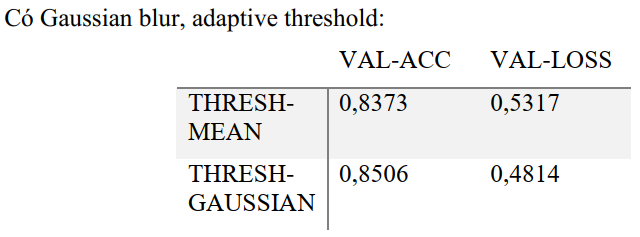 Có Gaussian blur, adaptive threshold:
VAL-ACC VAL-LOSS
THRESH- 0,8373 0,5317
MEAN
THRESH- 0,8506 0,4814
GAUSSIAN